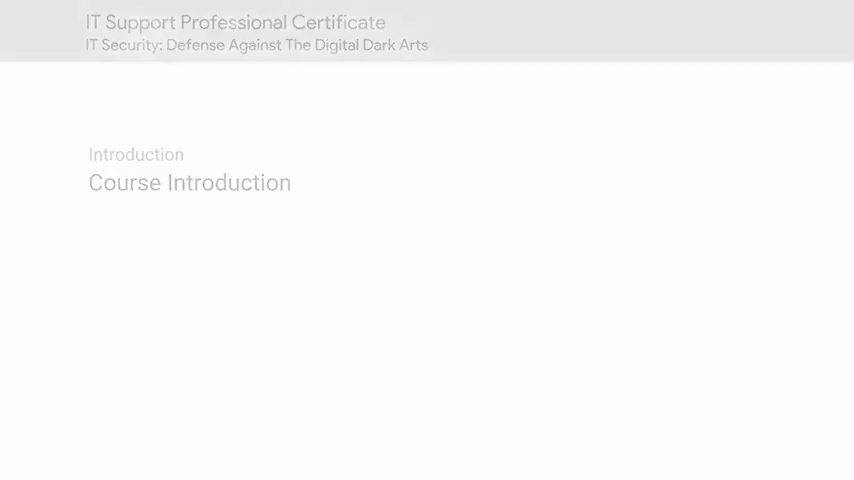 IT Support Professional Certificate
IT Security: Defense Against The Digital Dark Arts
Introduction
Course Introduction